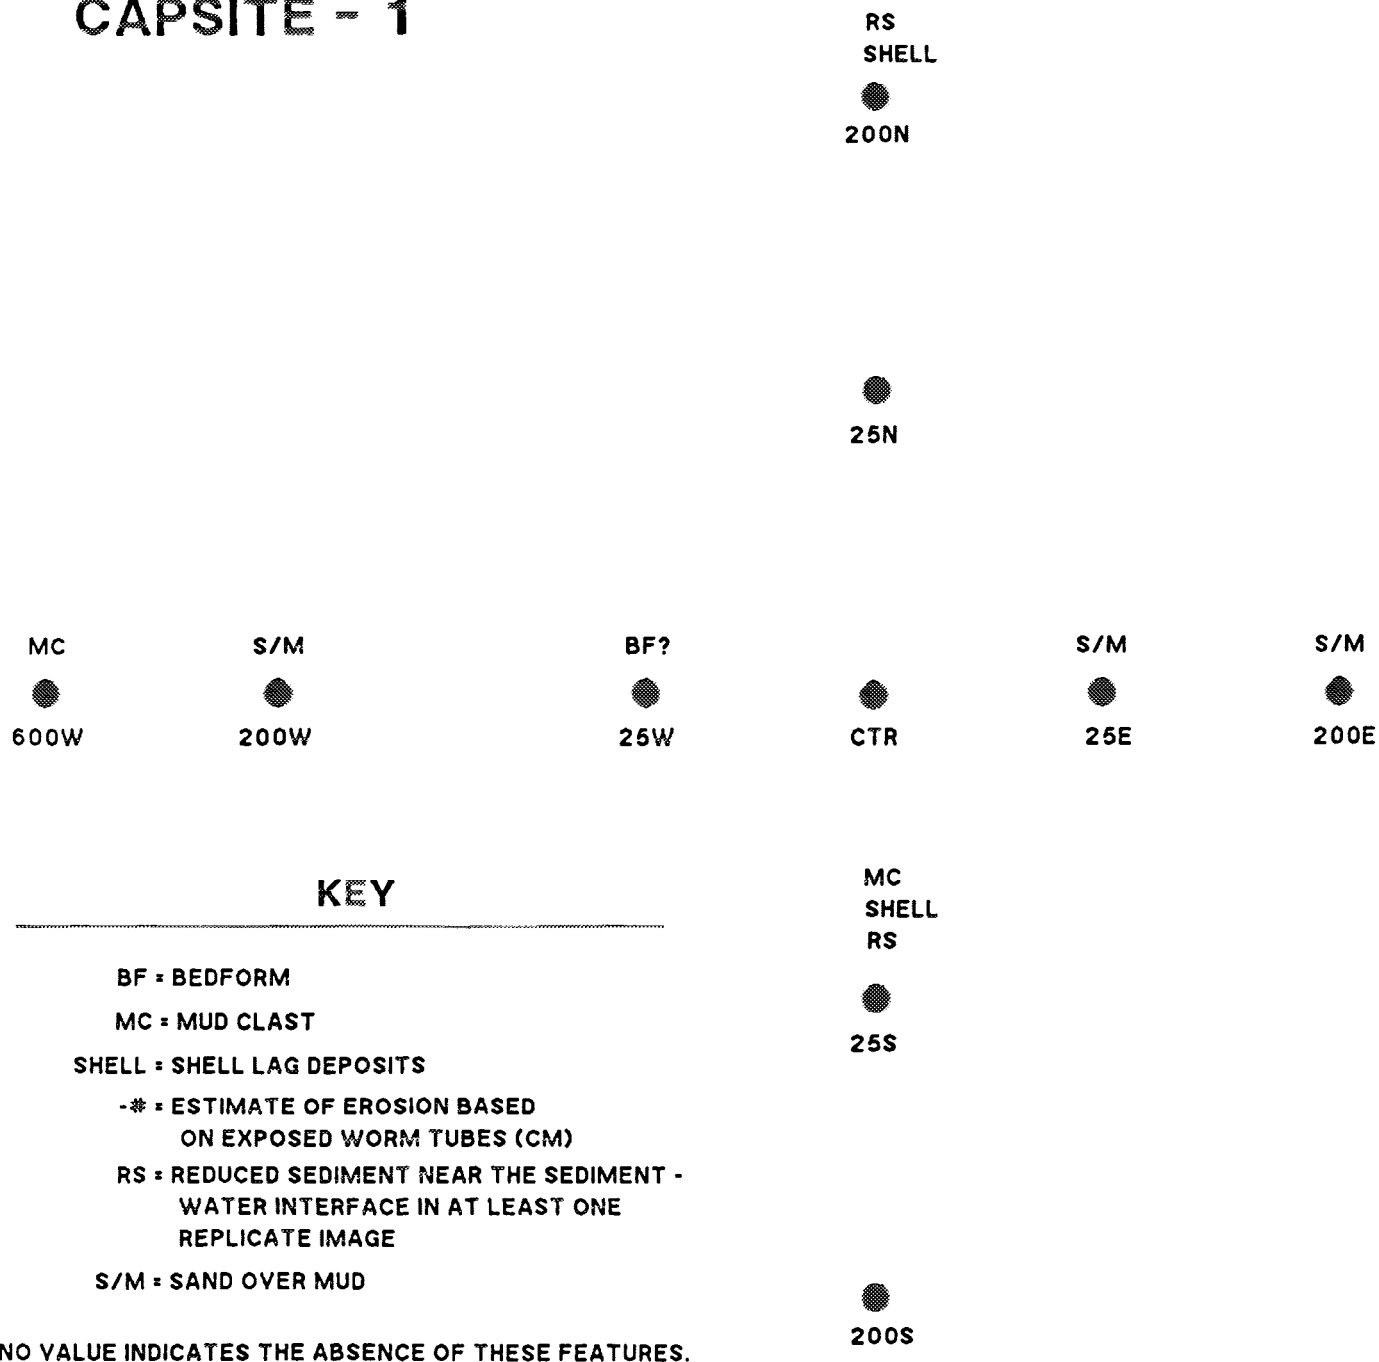 CAPSITE - 1
RS
SHELL
200N
25N
MC S/M BF? S/M S/M
600W 200W 25W CTR 25E 200E
KEY
BF = BEDFORM
MC = MUD CLAST
SHELL = SHELL LAG DEPOSITS
-# = ESTIMATE OF EROSION BASED
ON EXPOSED WORM TUBES (CM)
RS = REDUCED SEDIMENT NEAR THE SEDIMENT -
WATER INTERFACE IN AT LEAST ONE
REPLICATE IMAGE
S/M = SAND OVER MUD
NO VALUE INDICATES THE ABSENCE OF THESE FEATURES.
MC
SHELL
RS
25S
200S